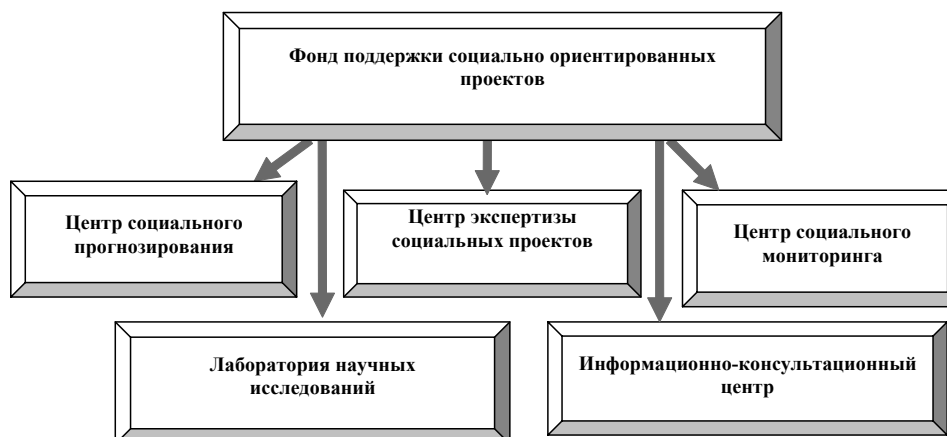 Фонд поддержки социально ориентированных
проектов
Центр социального
прогнозирования
Центр экспертизы
социальных проектов
Центр социального
мониторинга
Лаборатория научных
исследований
Информационно-консультационный
центр